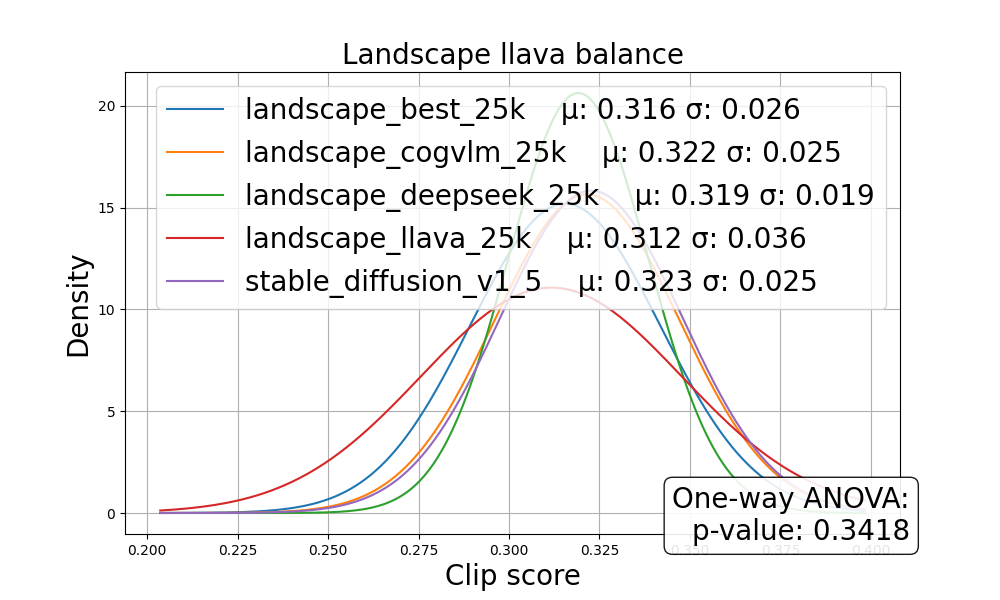 Landscape llava balance
landscape_best_25k μ: 0.316 σ: 0.026
landscape_cogvlm_25k μ: 0.322 σ: 0.025
landscape_deepseek_25k μ: 0.319 σ: 0.019
landscape_llava_25k μ: 0.312 σ: 0.036
stable_diffusion_v1_5 μ: 0.323 σ: 0.025
Density
20
15
10
5
0
One-way ANOVA:
p-value: 0.3418
0.200 0.225 0.250 0.275 0.300 0.325 0.350 0.375 0.400
Clip score